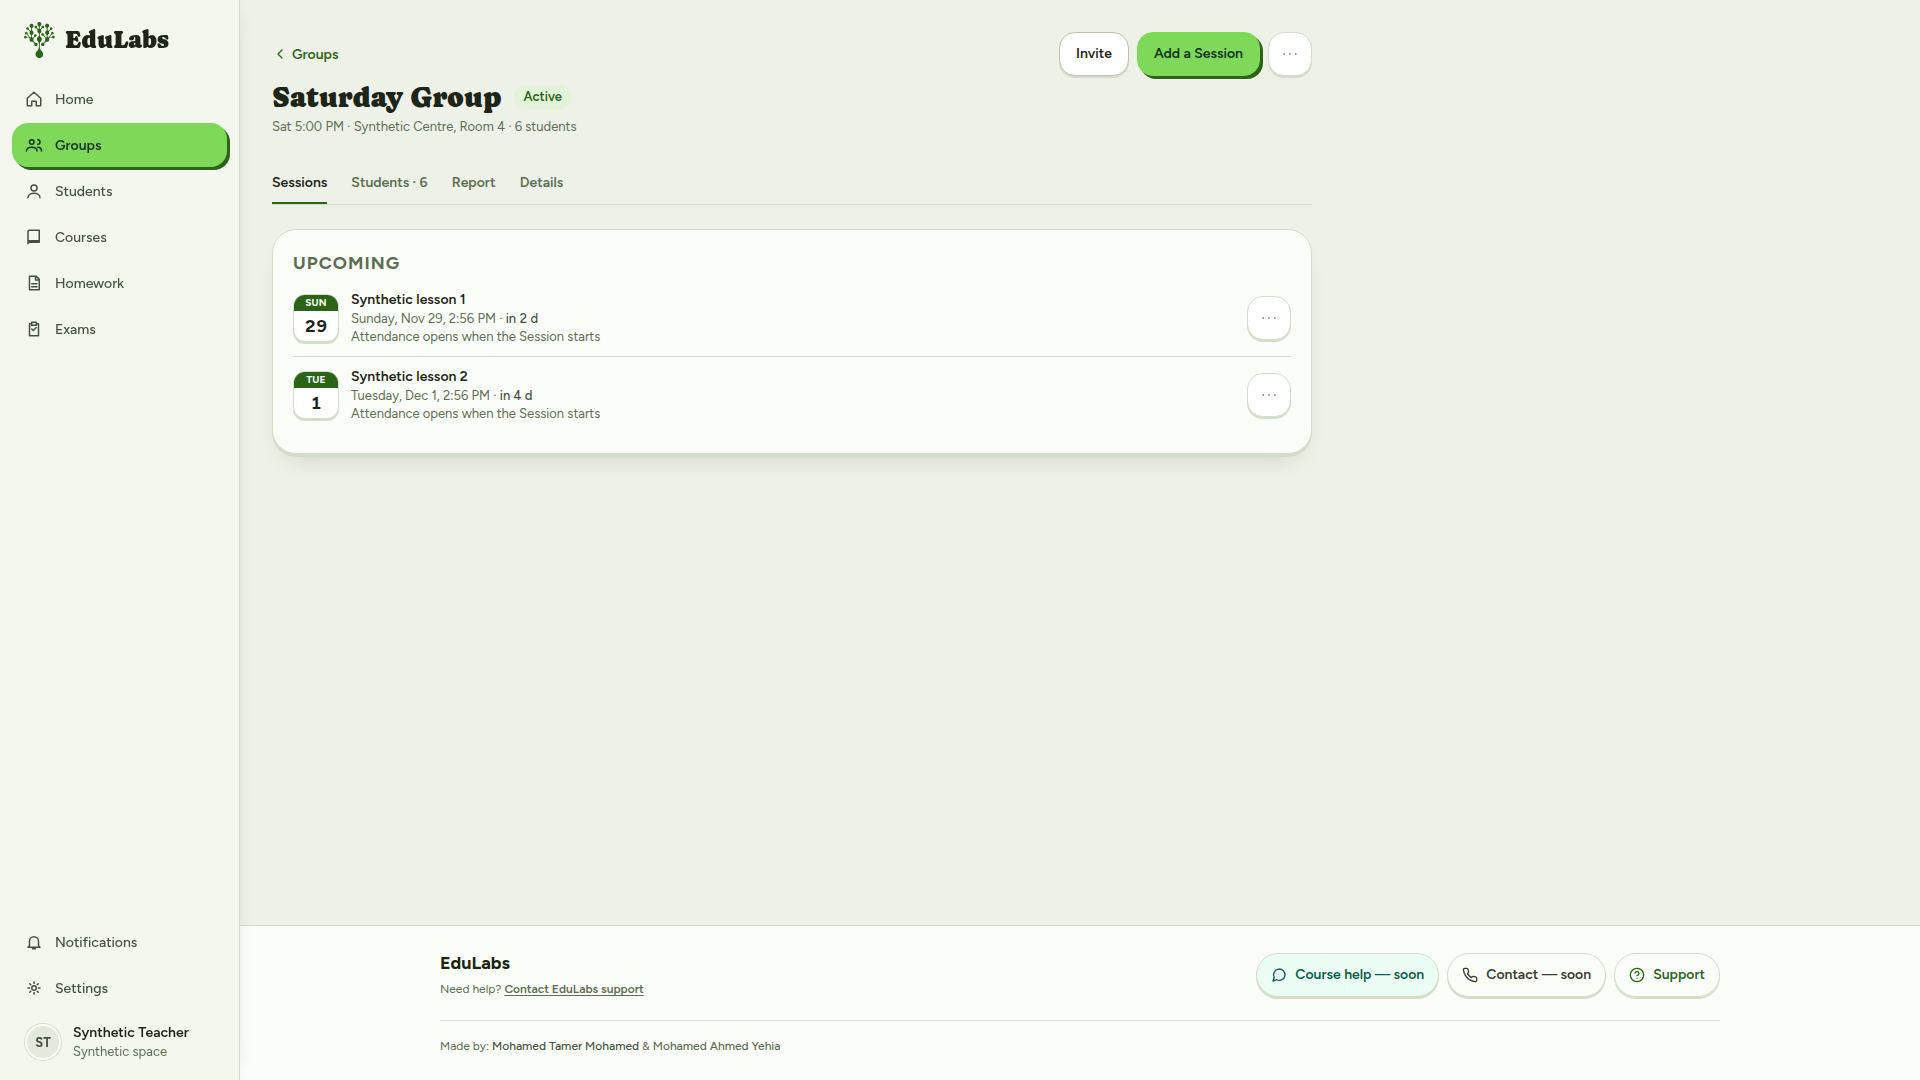 EduLabs
Home
Groups
Students
Courses
Homework
Exams
Notifications
Settings
ST
Synthetic Teacher
Synthetic space
Groups
Invite
Add a Session
Saturday Group
Active
Sat 5:00 PM · Synthetic Centre, Room 4 · 6 students
Sessions
Students · 6
Report
Details
UPCOMING
SUN
29
Synthetic lesson 1
Sunday, Nov 29, 2:56 PM · in 2 d
Attendance opens when the Session starts
TUE
1
Synthetic lesson 2
Tuesday, Dec 1, 2:56 PM · in 4 d
Attendance opens when the Session starts
EduLabs
Need help? Contact EduLabs support
Course help — soon
Contact — soon
Support
Made by: Mohamed Tamer Mohamed & Mohamed Ahmed Yehia